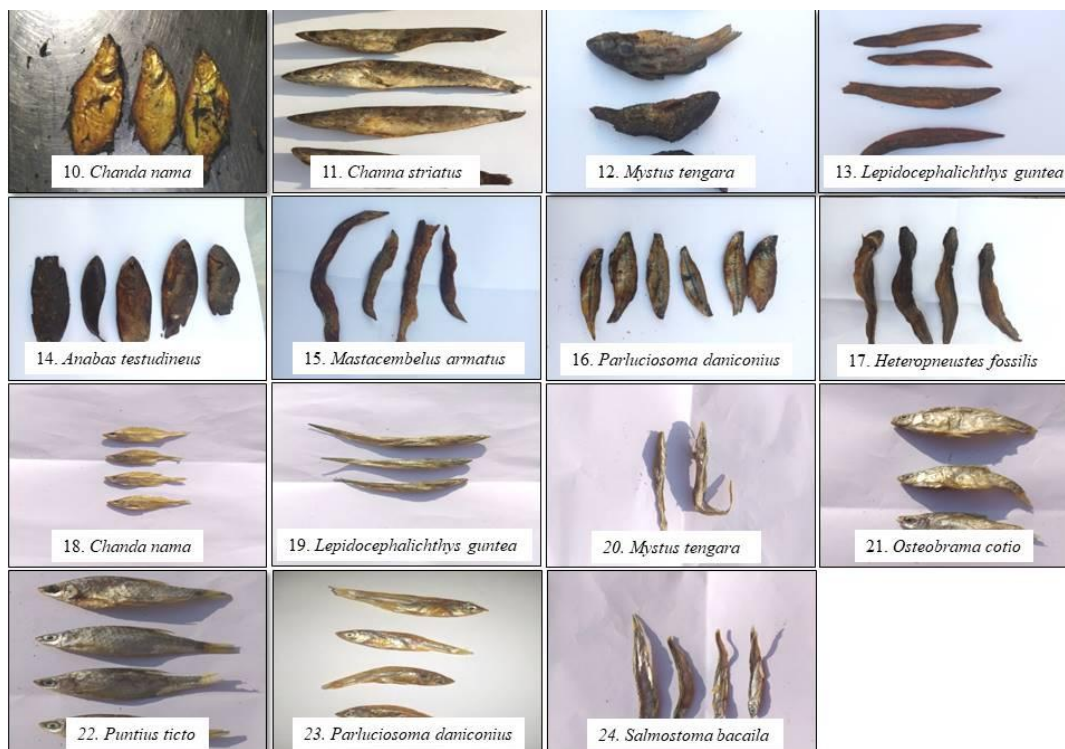 10. Chanda nama
11. Channa striatus
12. Mystus tengara
13. Lepidocephalichthys guntea
14. Anabas testudineus
15. Mastacembelus armatus
16. Parluciosoma daniconius
17. Heteropneustes fossilis
18. Chanda nama
19. Lepidocephalichthys guntea
20. Mystus tengara
21. Osteobrama cotio
22. Puntius ticto
23. Parluciosoma daniconius
24. Salmostoma bacaila